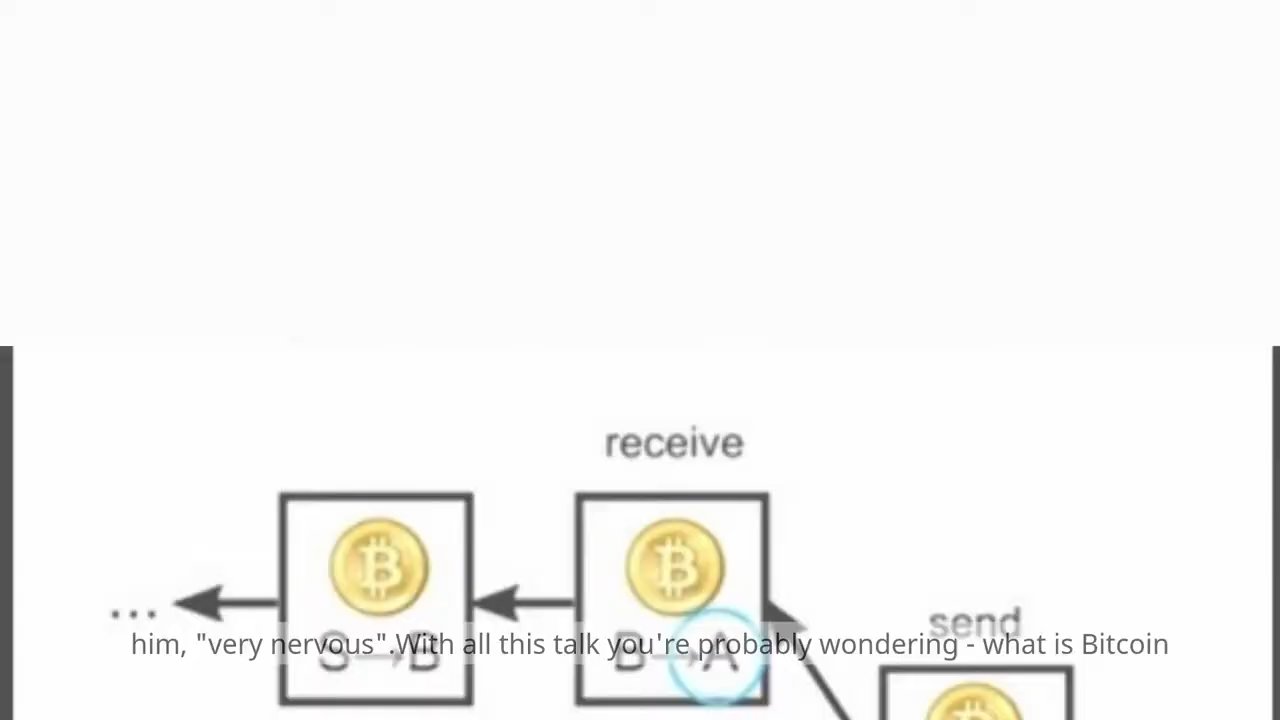 receive
...
send
S→B
B→A
him, "very nervous".With all this talk you're probably wondering - what is Bitcoin